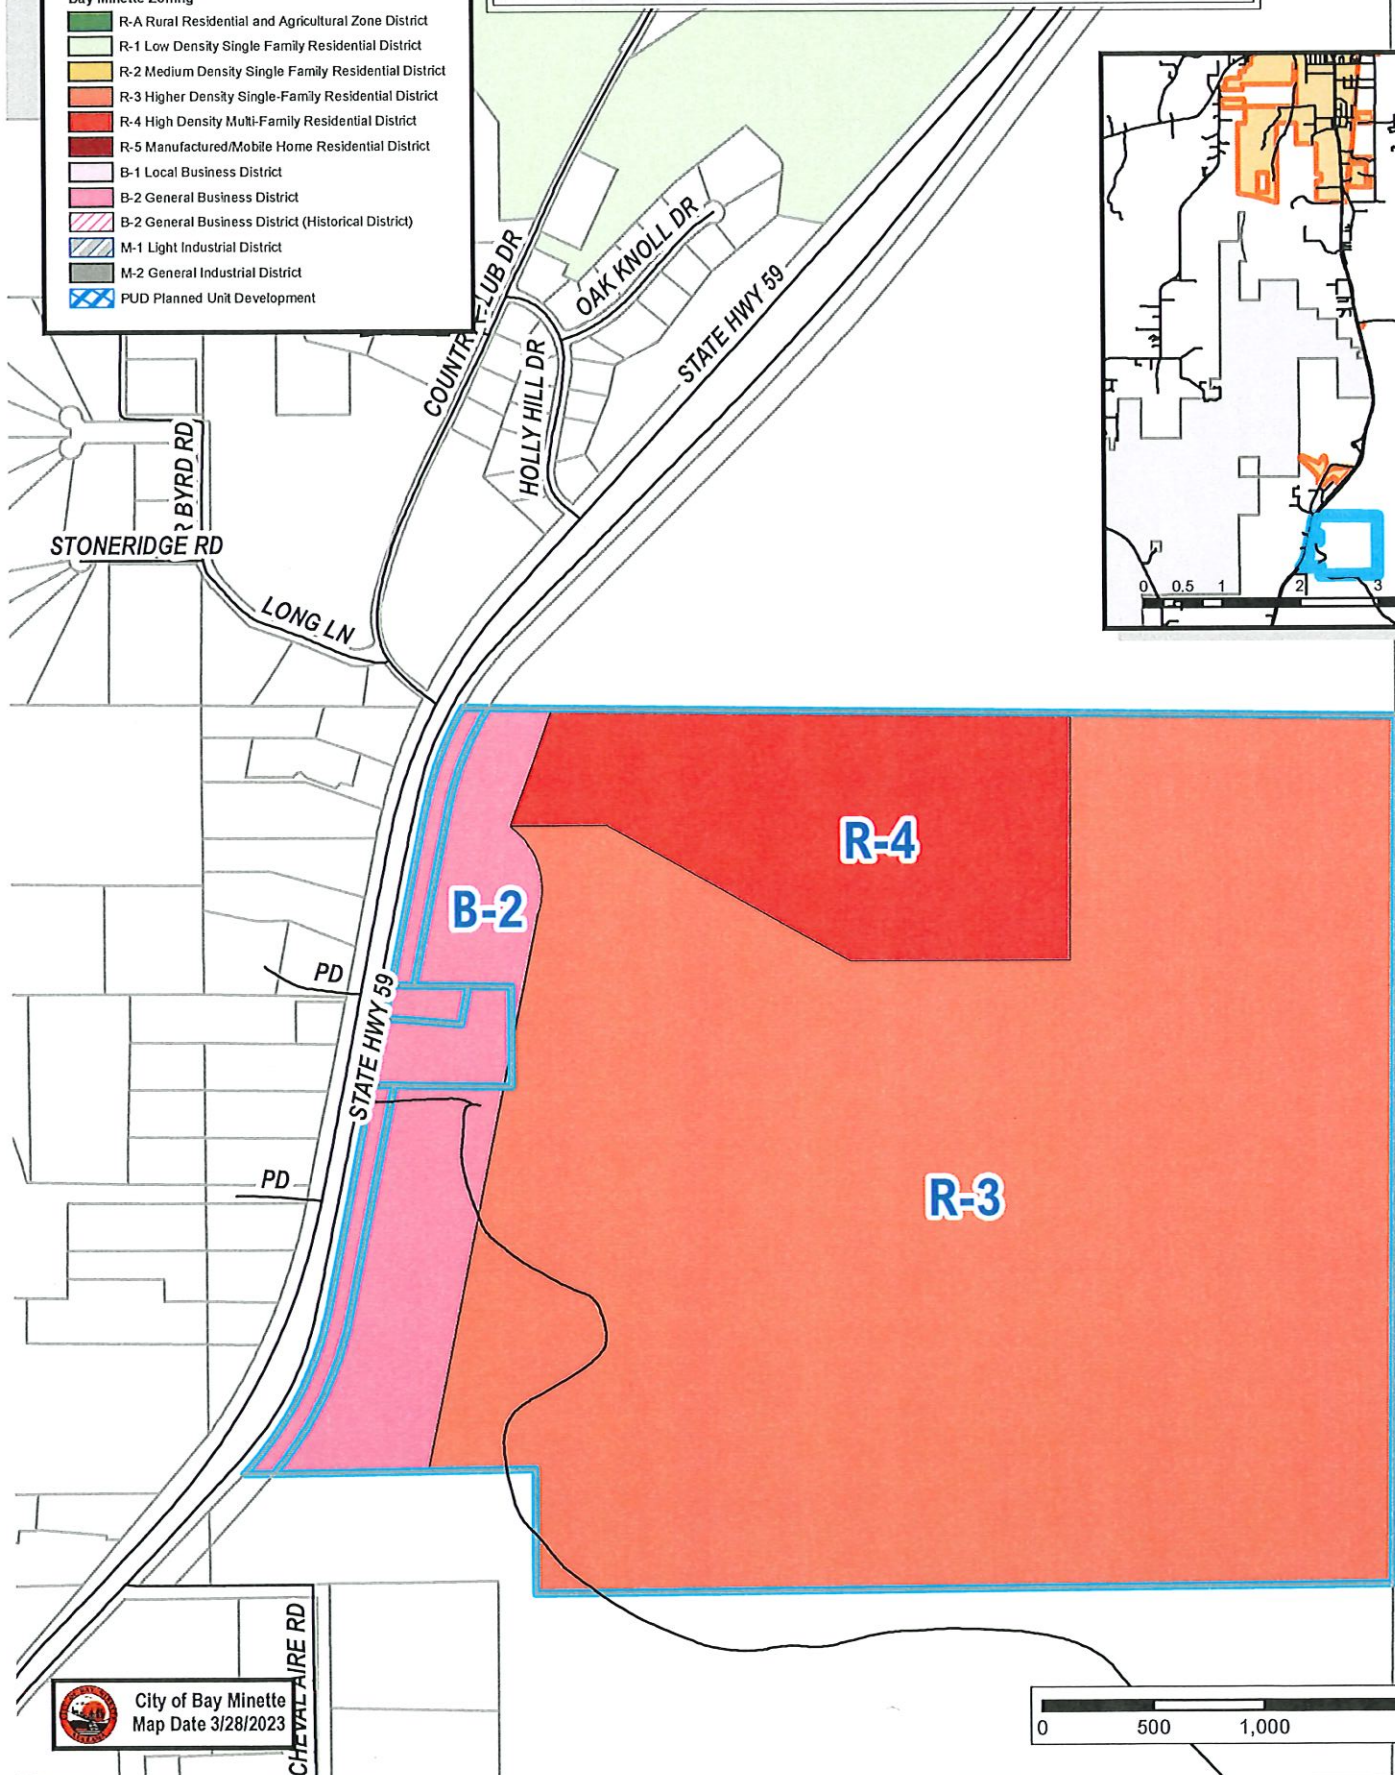 Bay Minette Zoning
R-A Rural Residential and Agricultural Zone District
R-1 Low Density Single Family Residential District
R-2 Medium Density Single Family Residential District
R-3 Higher Density Single-Family Residential District
R-4 High Density Multi-Family Residential District
R-5 Manufactured/Mobile Home Residential District
B-1 Local Business District
B-2 General Business District
B-2 General Business District (Historical District)
M-1 Light Industrial District
M-2 General Industrial District
PUD Planned Unit Development
OAK KNOLL DR
STATE HWY 59
HOLLY HILL DR
BYRD RD
STONERIDGE RD
LONG LN
0 0.5 1 2 3
R-4
B-2
PD
STATE HWY 59
PD
R-3
CHEVAL AIRE RD
City of Bay Minette
Map Date 3/28/2023
0 500 1,000